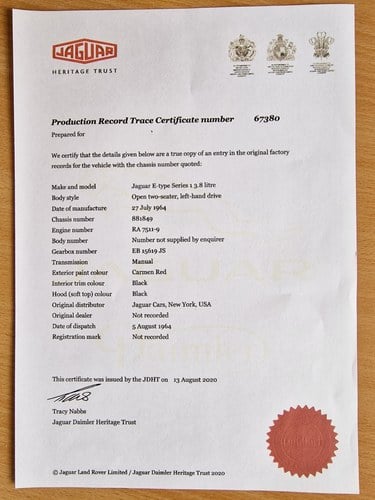 JAGUAR
HERITAGE TRUST
Production Record Trace Certificate number 67380
Prepared for
We certify that the details given below are a true copy of an entry in the original factory
records for the vehicle with the chassis number quoted:
Make and model Jaguar E-type Series 1 3.8 litre
Body style Open two-seater, left-hand drive
Date of manufacture 27 July 1964
Chassis number 881849
Engine number RA 7511-9
Body number Number not supplied by enquirer
Gearbox number EB 15619 JS
Transmission Manual
Exterior paint colour Carmen Red
Interior trim colour Black
Hood (soft top) colour Black
Original distributor Jaguar Cars, New York, USA
Original dealer Not recorded
Date of dispatch 5 August 1964
Registration mark Not recorded
This certificate was issued by the JDHT on 13 August 2020
Tracy Nabbs
Jaguar Daimler Heritage Trust
© Jaguar Land Rover Limited / Jaguar Daimler Heritage Trust 2020